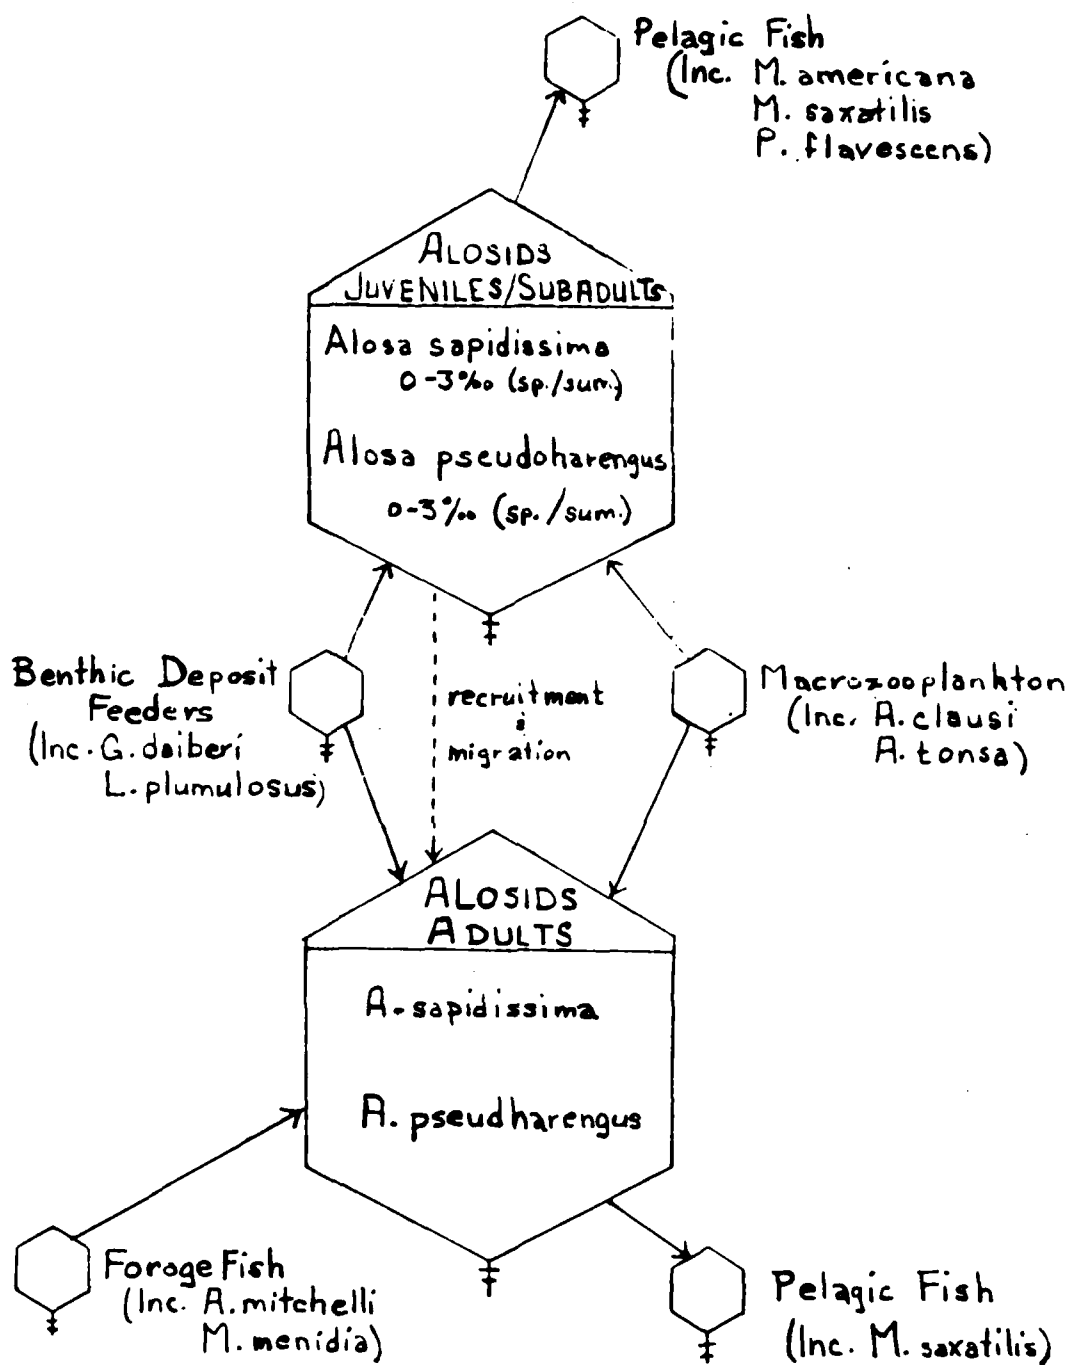 Pelagic Fish
(Inc. M. americana
M. saxatilis
P. flavescens)
ALOSIDS
JUVENILES/SUBADULTS
Alosa sapidissima
0-3‰ (sp./sum.)
Alosa pseudoharengus
0-3‰ (sp./sum.)
Benthic Deposit
Feeders
(Inc. G. daiberi
L. plumulosus)
recruitment
&
migration
Macrozooplankton
(Inc. A. clausi
A. tonsa)
ALOSIDS
ADULTS
A. sapidissima
A. pseudharengus
Forage Fish
(Inc. A. mitchelli
M. menidia)
Pelagic Fish
(Inc. M. saxatilis)